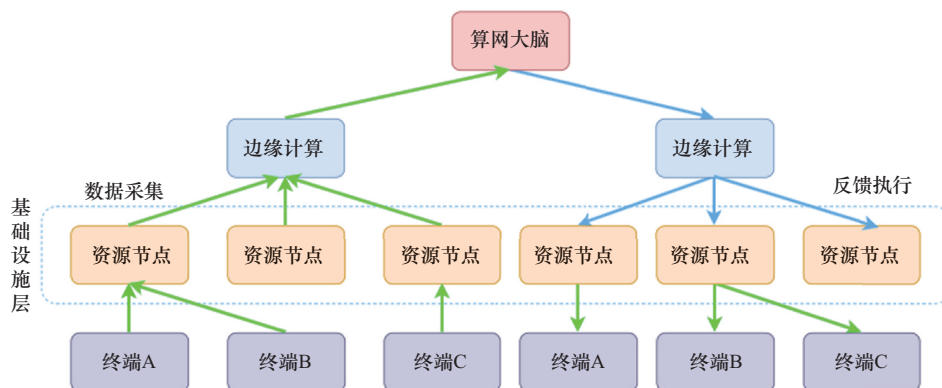 算网大脑
边缘计算
边缘计算
数据采集
反馈执行
基础设施层
资源节点
资源节点
资源节点
资源节点
资源节点
资源节点
终端A
终端B
终端C
终端A
终端B
终端C